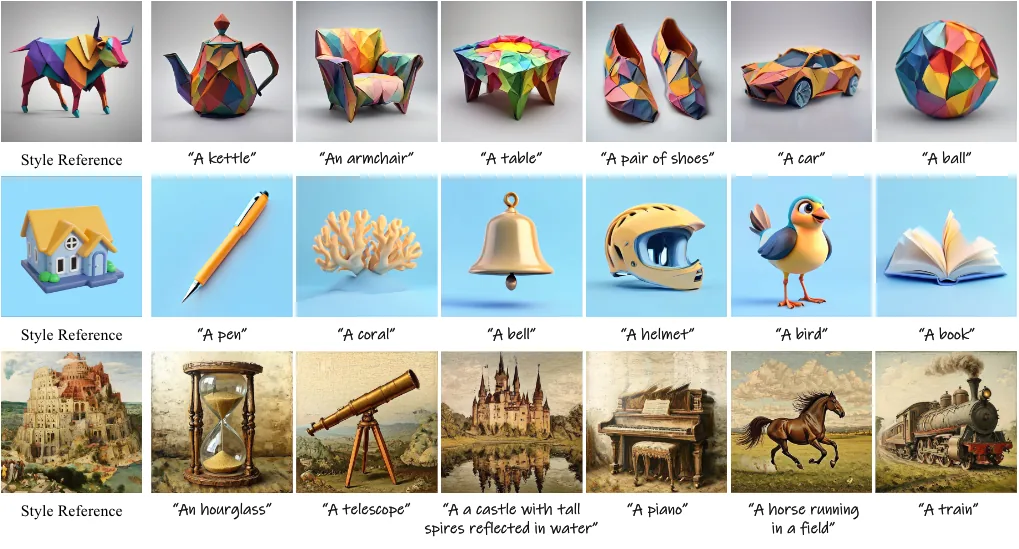 Style Reference
“A kettle”
“An armchair”
“A table”
“A pair of shoes”
“A car”
“A ball”
Style Reference
“A pen”
“A coral”
“A bell”
“A helmet”
“A bird”
“A book”
Style Reference
“An hourglass”
“A telescope”
“A a castle with tall
spires reflected in water”
“A piano”
“A horse running
in a field”
“A train”